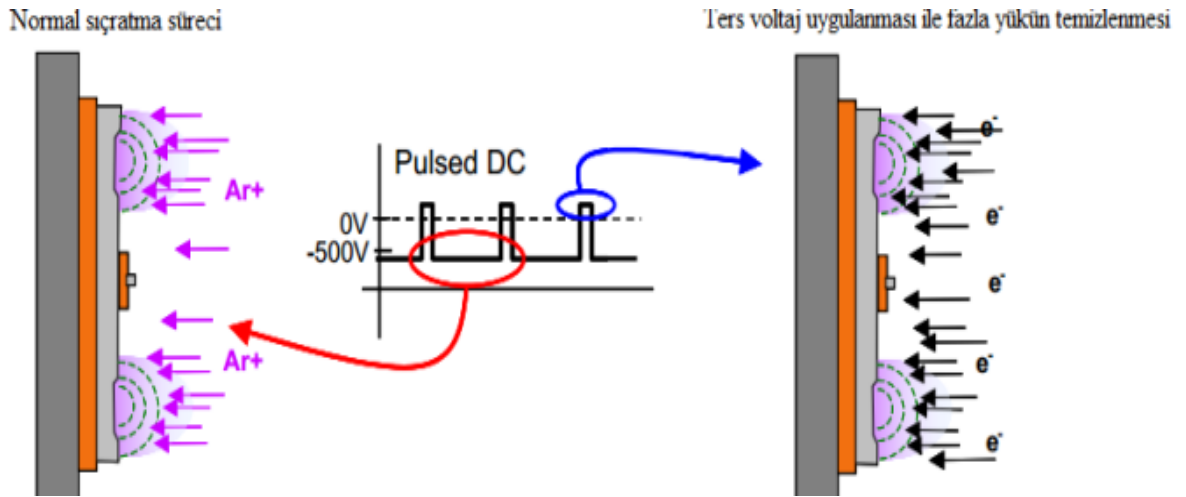 Normal sıçratma süreci
Ters voltaj uygulanması ile fazla yükün temizlenmesi
Pulsed DC
0V
-500V
Ar+
Ar+
e-
e-
e-
e-
e-